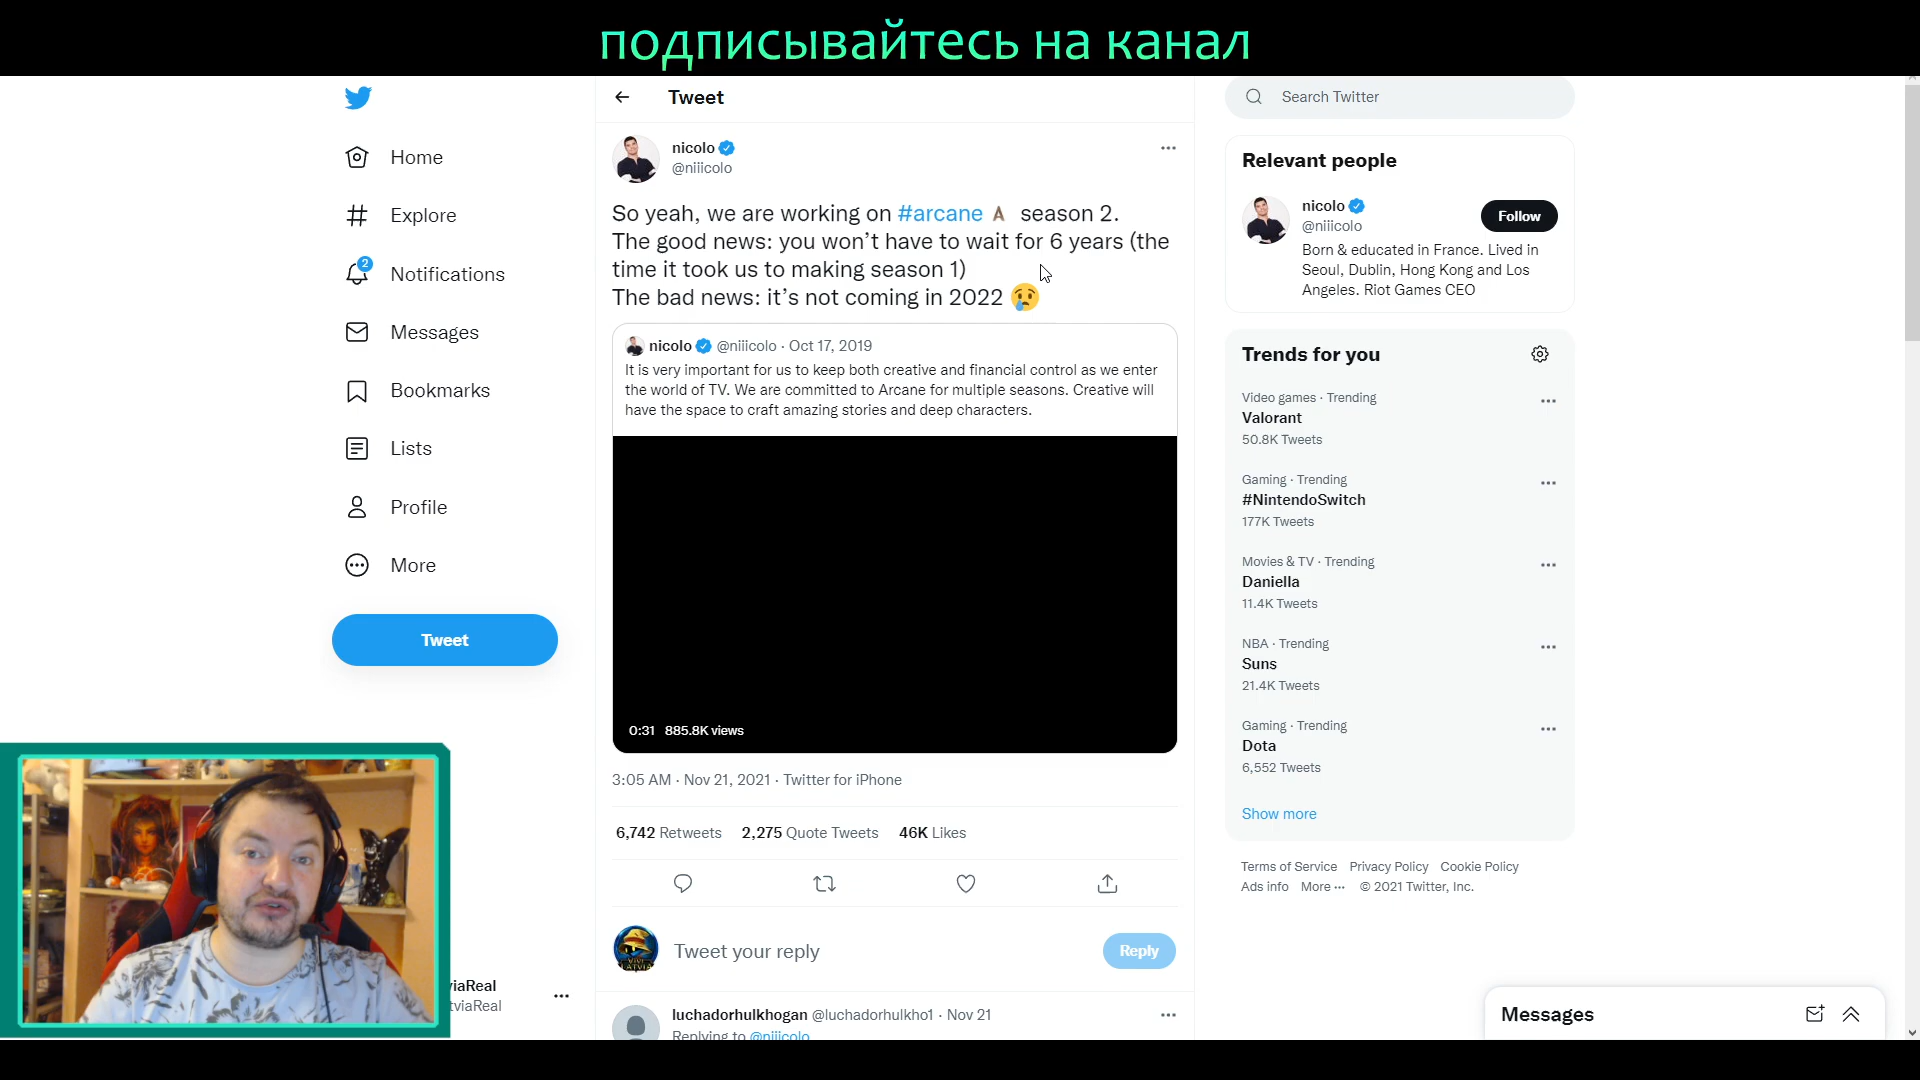 подписывайтесь на канал
Home
Explore
2
Notifications
Messages
Bookmarks
Lists
Profile
More
Tweet
viaReal
tviaReal
Tweet
nicolo
@niiicolo
So yeah, we are working on #arcane season 2.
The good news: you won’t have to wait for 6 years (the
time it took us to making season 1)
The bad news: it’s not coming in 2022 😢
nicolo @niiicolo · Oct 17, 2019
It is very important for us to keep both creative and financial control as we enter
the world of TV. We are committed to Arcane for multiple seasons. Creative will
have the space to craft amazing stories and deep characters.
0:31 885.8K views
3:05 AM · Nov 21, 2021 · Twitter for iPhone
6,742 Retweets 2,275 Quote Tweets 46K Likes
Tweet your reply
Reply
luchadorhulkhogan @luchadorhulkho1 · Nov 21
Replying to @niiicolo
Search Twitter
Relevant people
nicolo
@niiicolo
Follow
Born & educated in France. Lived in
Seoul, Dublin, Hong Kong and Los
Angeles. Riot Games CEO
Trends for you
Video games · Trending
Valorant
50.8K Tweets
Gaming · Trending
#NintendoSwitch
177K Tweets
Movies & TV · Trending
Daniella
11.4K Tweets
NBA · Trending
Suns
21.4K Tweets
Gaming · Trending
Dota
6,552 Tweets
Show more
Terms of Service Privacy Policy Cookie Policy
Ads info More ··· © 2021 Twitter, Inc.
Messages